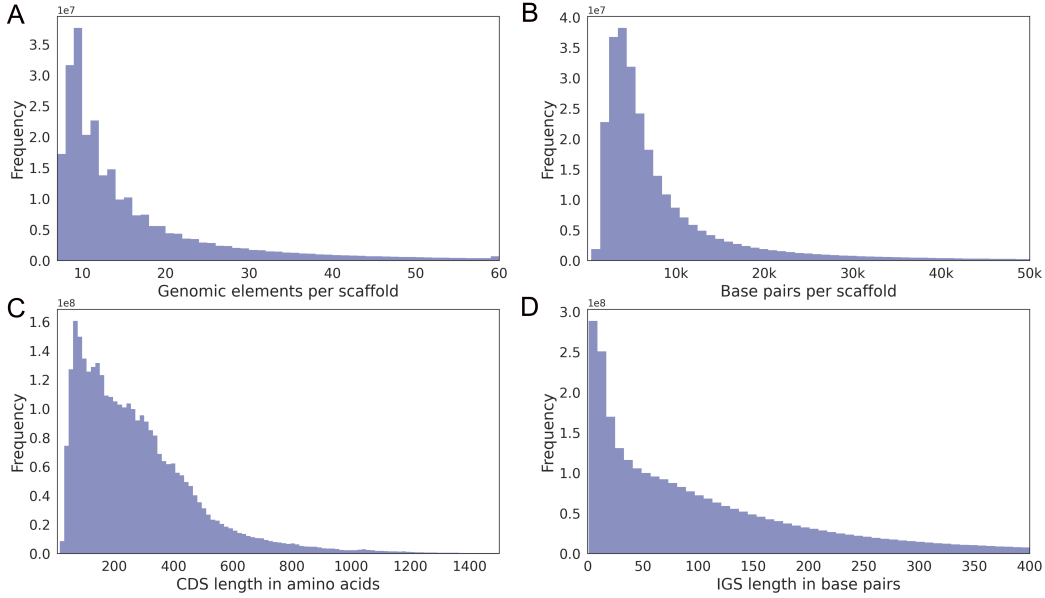 A
1e7
3.5
3.0
2.5
2.0
1.5
1.0
0.5
0.0
Frequency
10 20 30 40 50 60
Genomic elements per scaffold
B
1e7
4.0
3.5
3.0
2.5
2.0
1.5
1.0
0.5
0.0
Frequency
10k 20k 30k 40k 50k
Base pairs per scaffold
C
1e8
1.6
1.4
1.2
1.0
0.8
0.6
0.4
0.2
0.0
Frequency
200 400 600 800 1000 1200 1400
CDS length in amino acids
D
1e8
3.0
2.5
2.0
1.5
1.0
0.5
0.0
Frequency
0 50 100 150 200 250 300 350 400
IGS length in base pairs